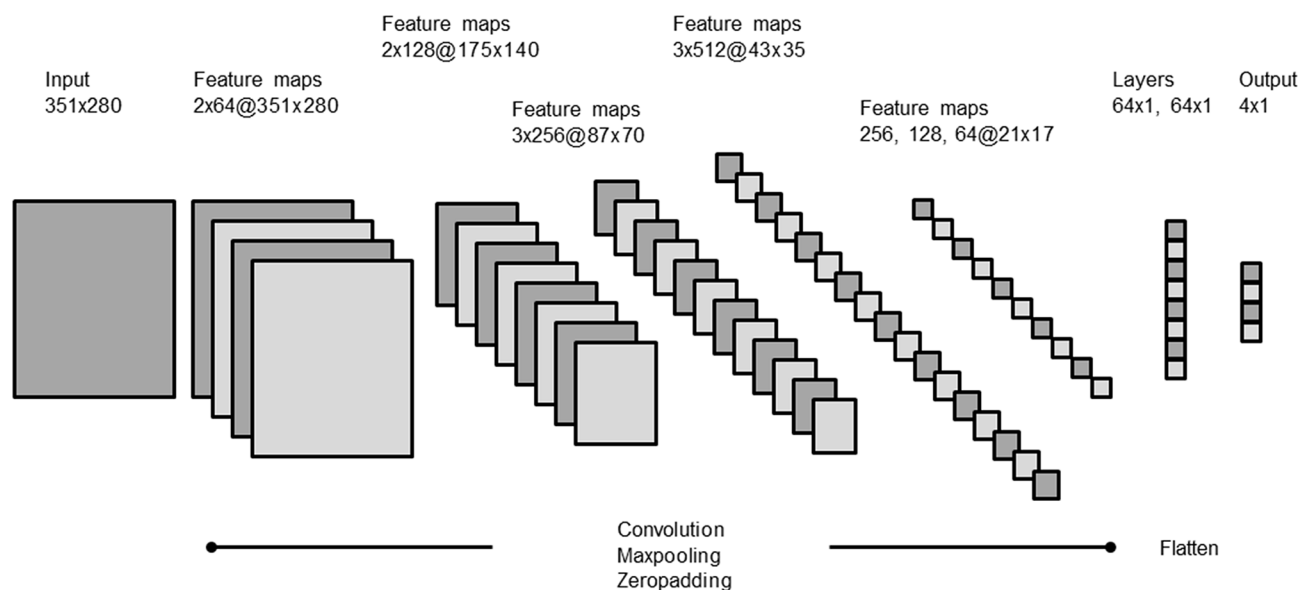 Input
351x280
Feature maps
2x64@351x280
Feature maps
2x128@175x140
Feature maps
3x256@87x70
Feature maps
3x512@43x35
Feature maps
256, 128, 64@21x17
Layers
64x1, 64x1
Output
4x1
Convolution
Maxpooling
Zeropadding
Flatten